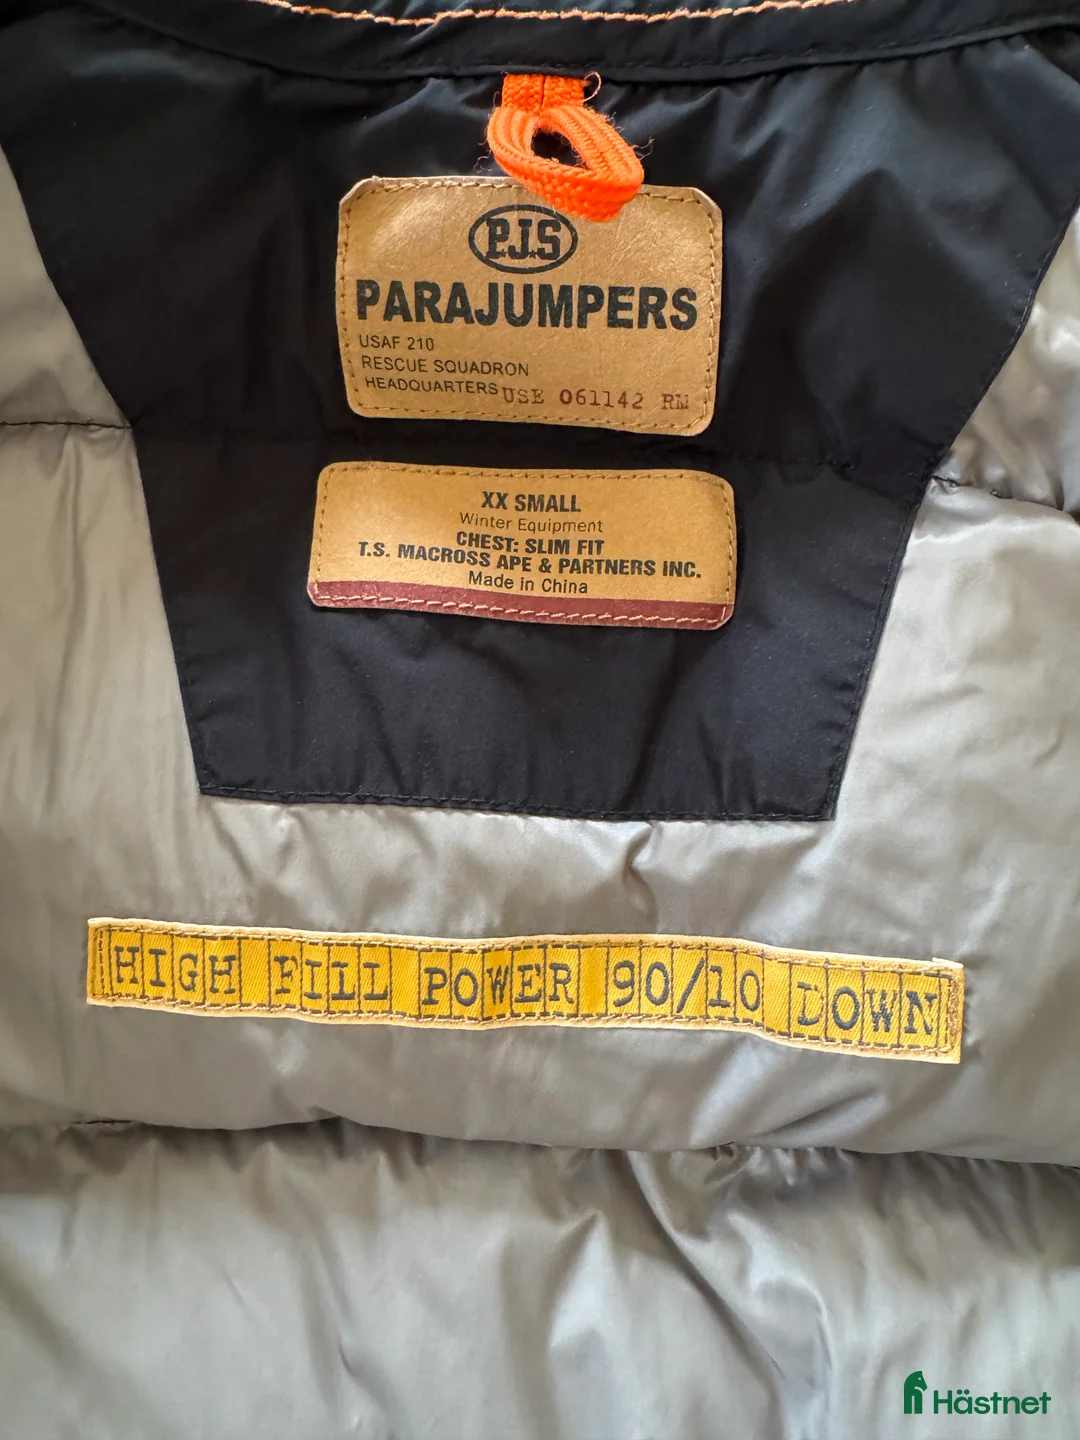 P.J.S
PARAJUMPERS
USAF 210
RESCUE SQUADRON
HEADQUARTERS USE 061142 RM
XX SMALL
Winter Equipment
CHEST: SLIM FIT
T.S. MACROSS APE & PARTNERS INC.
Made in China
HIGH FILL POWER 90/10 DOWN
Hästnet